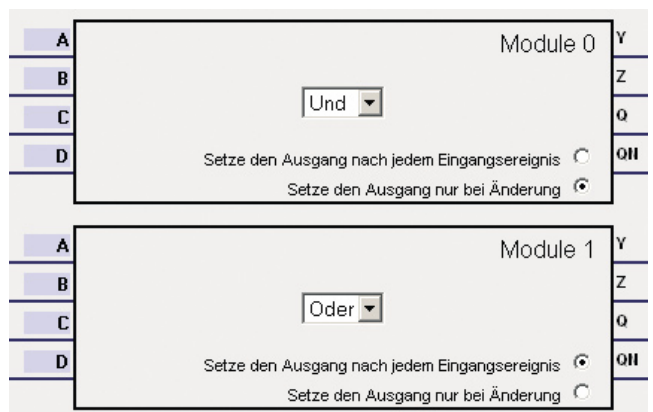 A Module 0 Y
B Z
Und
C Q
D Setze den Ausgang nach jedem Eingangsereignis QN
Setze den Ausgang nur bei Änderung
A Module 1 Y
B Z
Oder
C Q
D Setze den Ausgang nach jedem Eingangsereignis QN
Setze den Ausgang nur bei Änderung